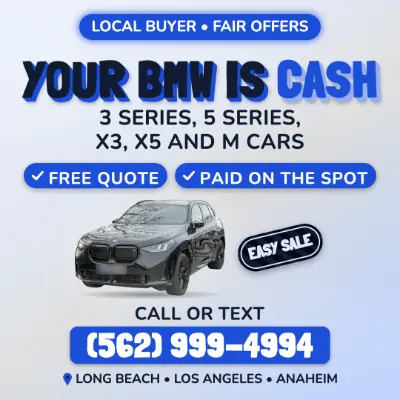 LOCAL BUYER • FAIR OFFERS
YOUR BMW IS CASH
3 SERIES, 5 SERIES,
X3, X5 AND M CARS
FREE QUOTE PAID ON THE SPOT
EASY SALE
CALL OR TEXT
(562) 999-4994
LONG BEACH • LOS ANGELES • ANAHEIM